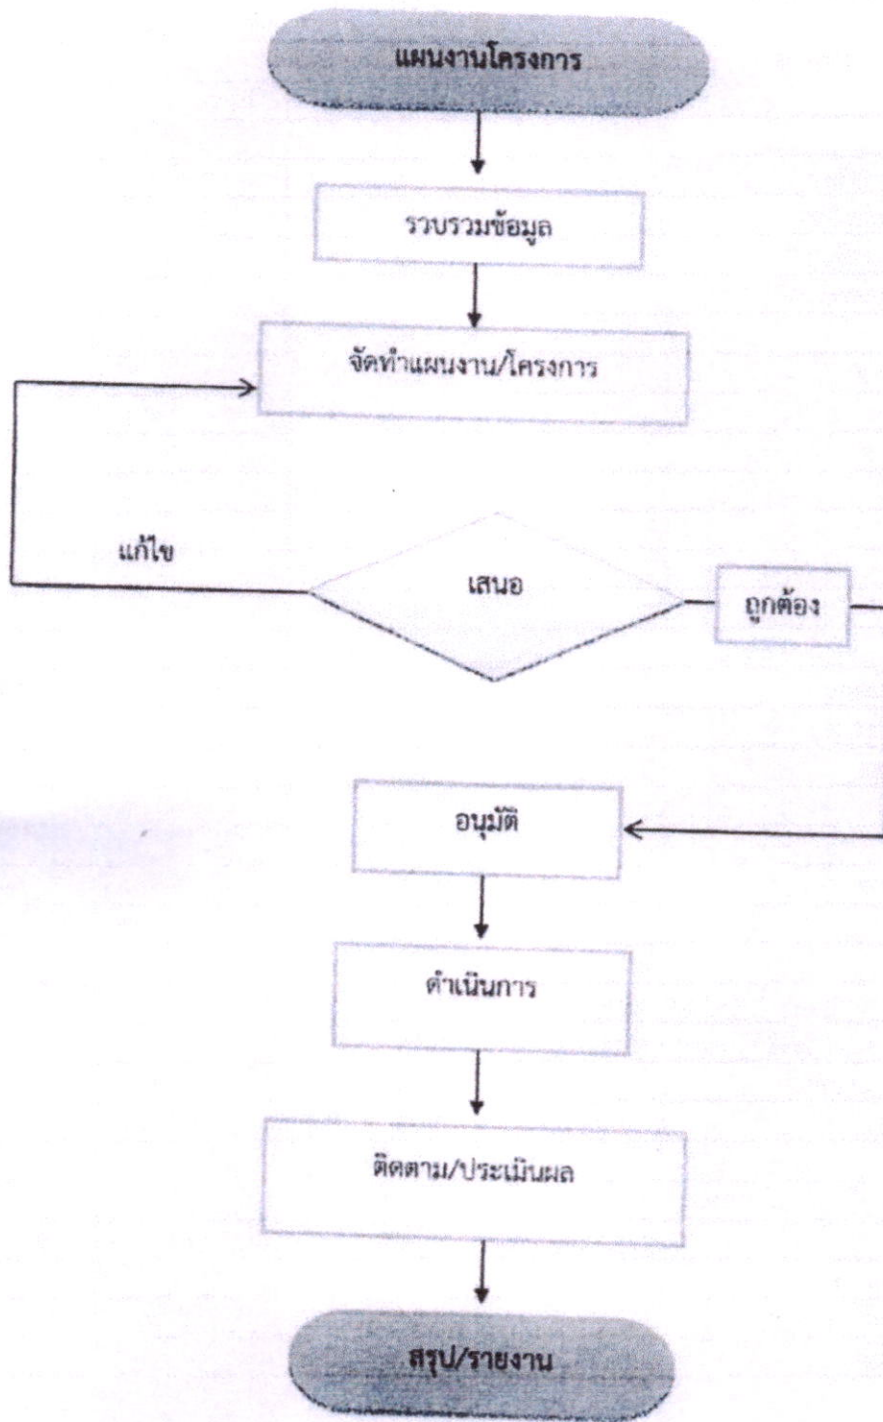 แผนงานโครงการ
รวบรวมข้อมูล
จัดทำแผนงาน/โครงการ
แก้ไข
เสนอ
ถูกต้อง
อนุมัติ
ดำเนินการ
ติดตาม/ประเมินผล
สรุป/รายงาน